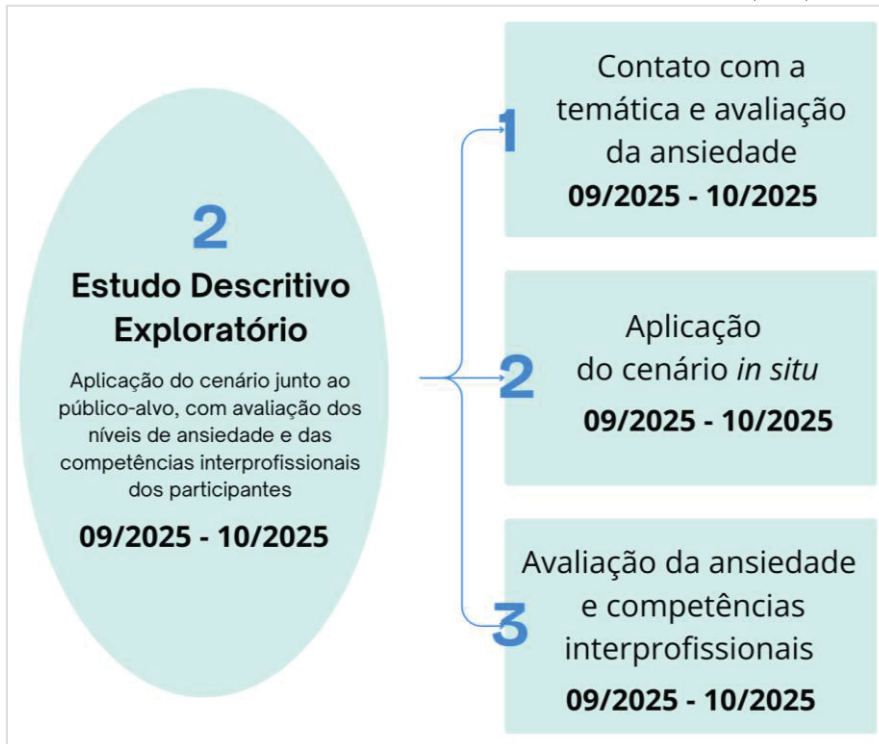 2
Estudo Descritivo
Exploratório
Aplicação do cenário junto ao
público-alvo, com avaliação dos
níveis de ansiedade e das
competências interprofissionais
dos participantes
09/2025 - 10/2025
1
Contato com a
temática e avaliação
da ansiedade
09/2025 - 10/2025
2
Aplicação
do cenário in situ
09/2025 - 10/2025
3
Avaliação da ansiedade
e competências
interprofissionais
09/2025 - 10/2025